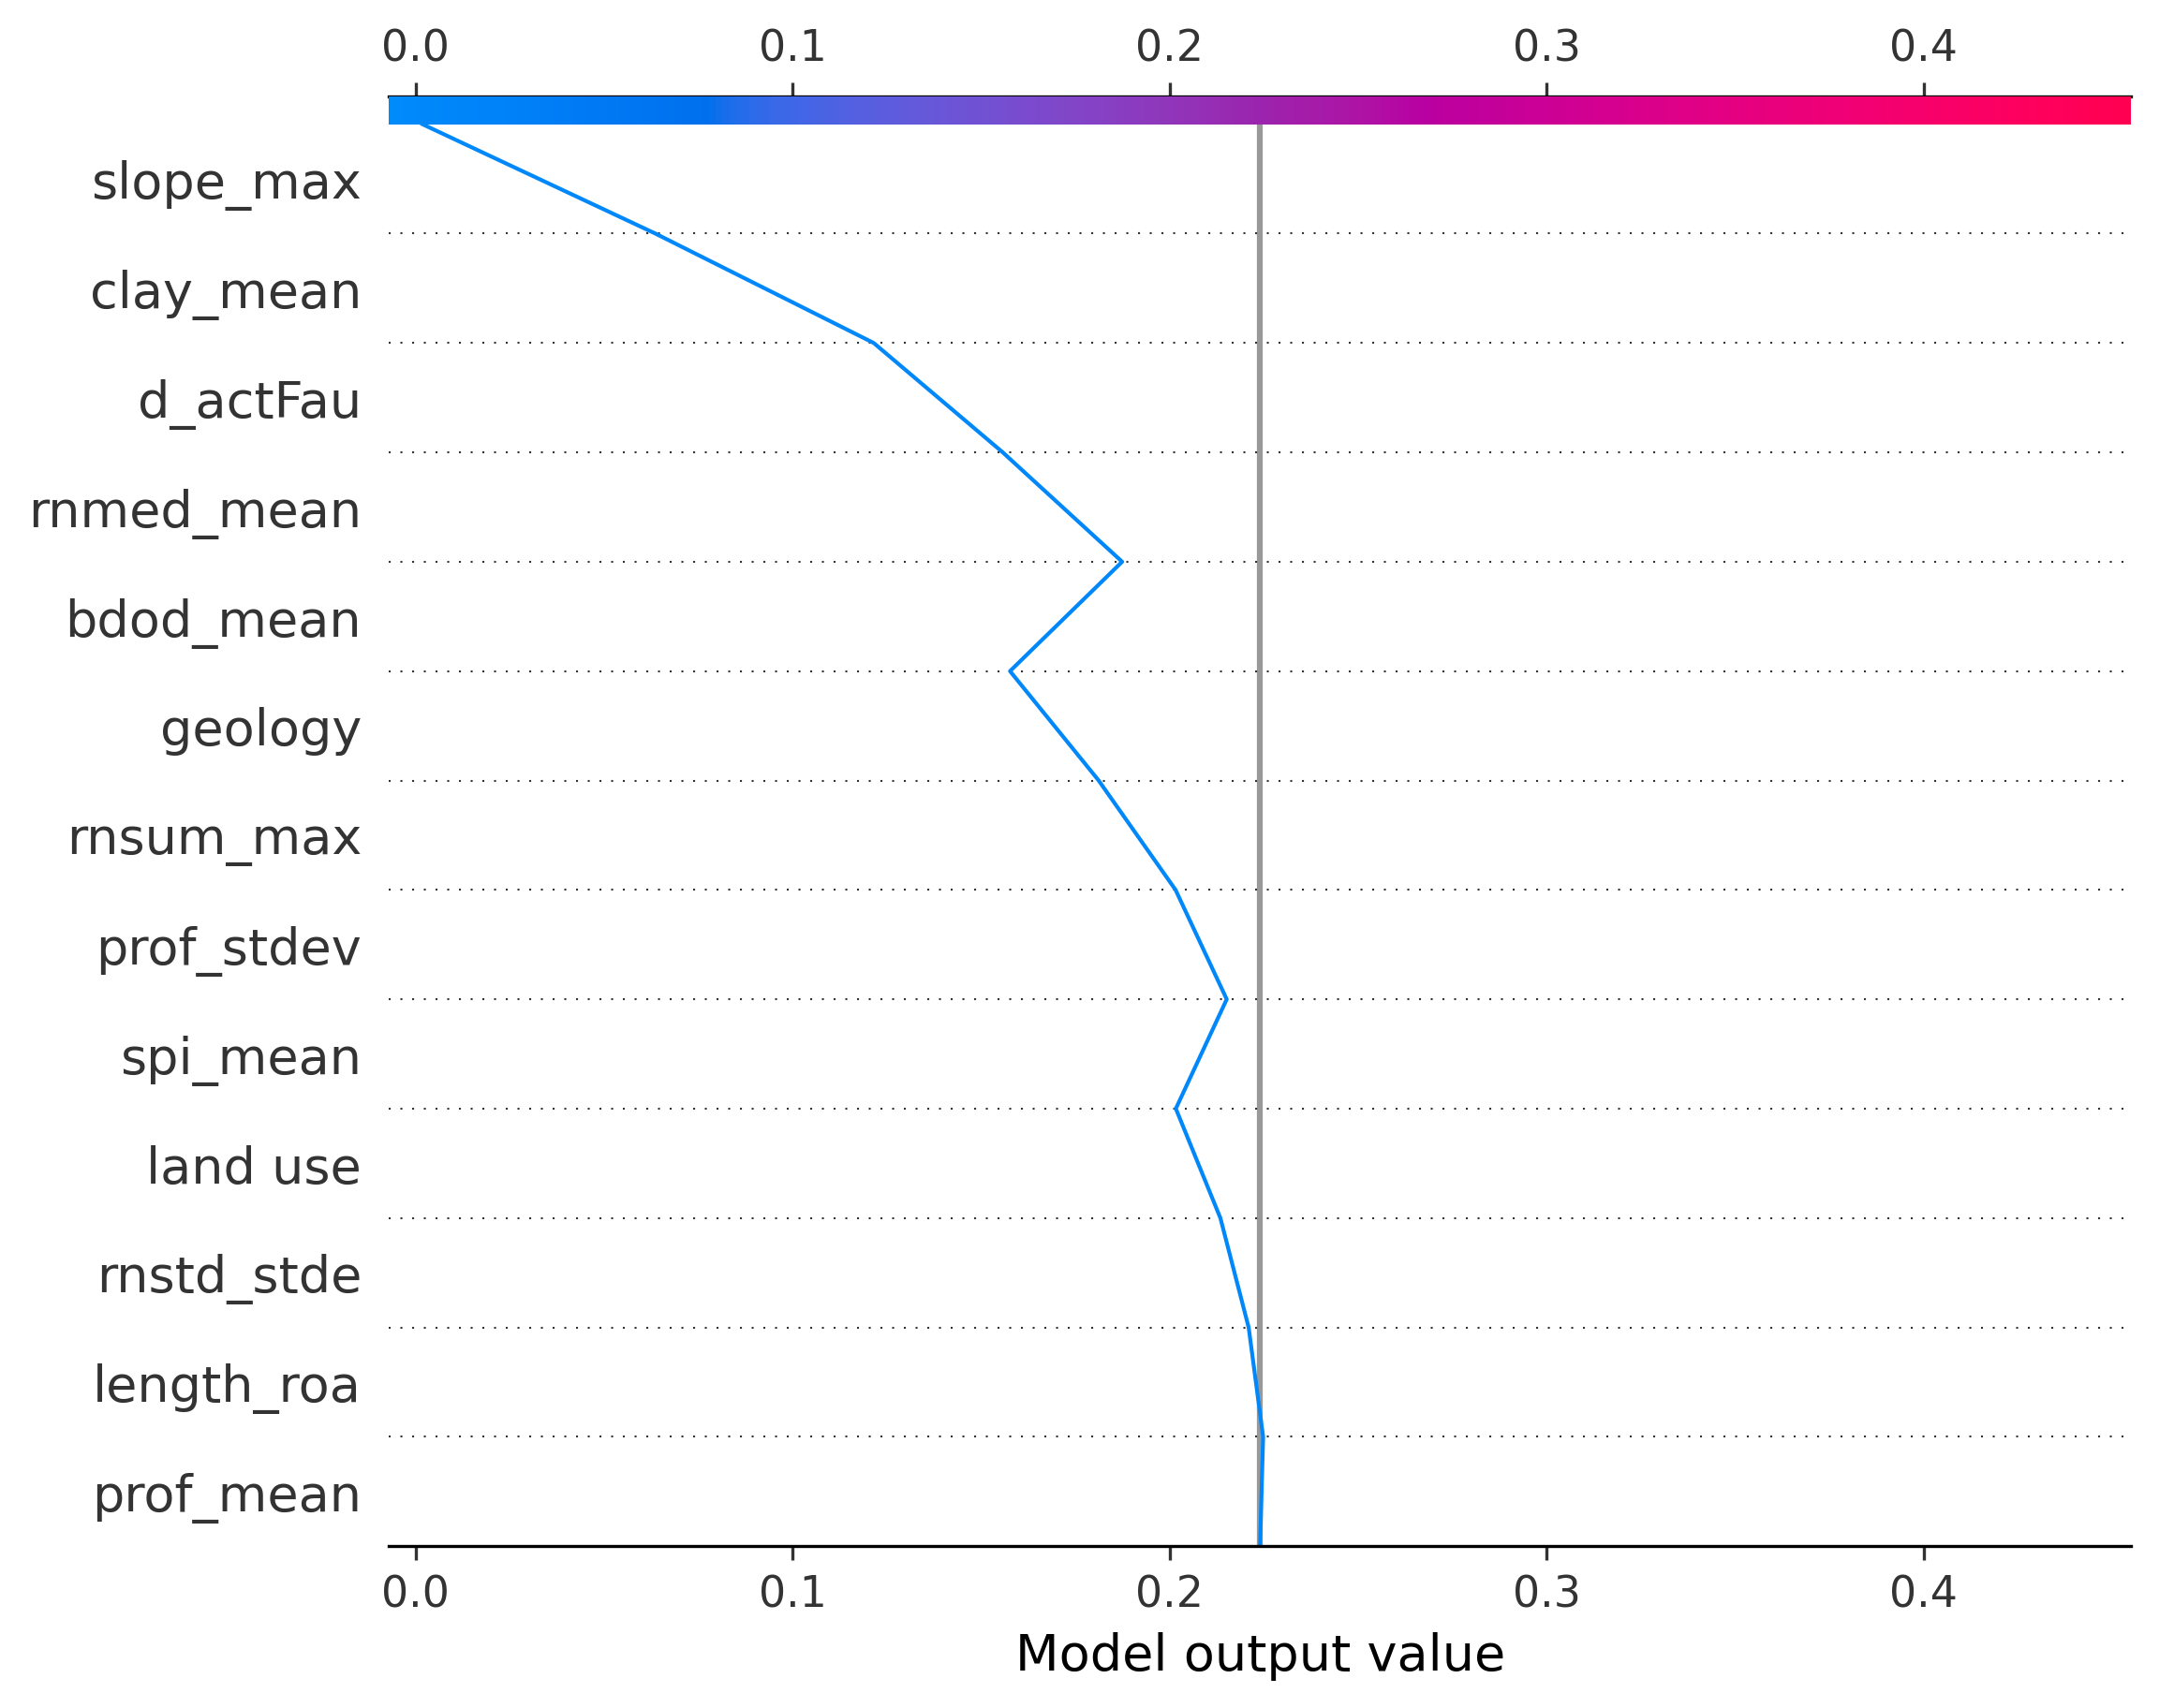 0.0 0.1 0.2 0.3 0.4
slope_max
clay_mean
d_actFau
rnmed_mean
bdod_mean
geology
rnsum_max
prof_stdev
spi_mean
land use
rnstd_stde
length_roa
prof_mean
0.0 0.1 0.2 0.3 0.4
Model output value